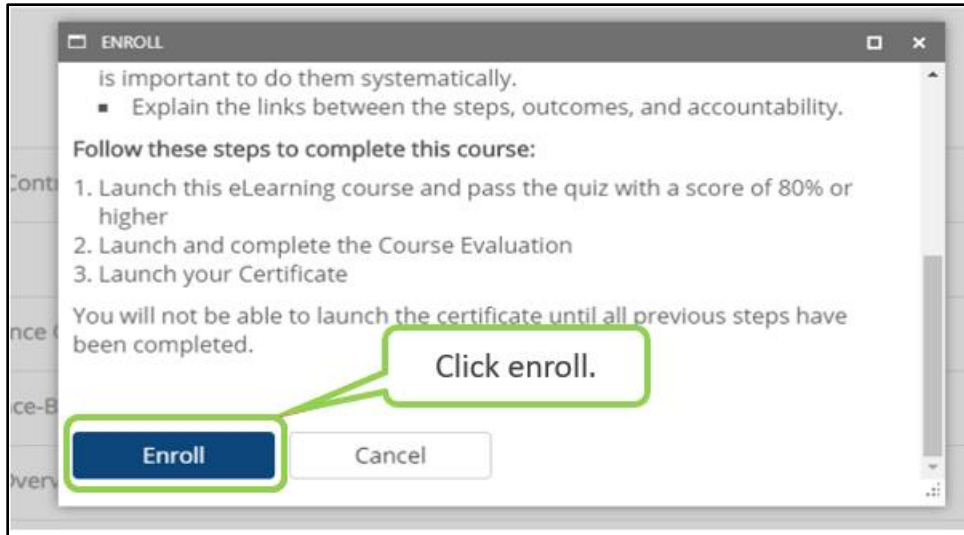 ENROLL
is important to do them systematically.
▪ Explain the links between the steps, outcomes, and accountability.
Follow these steps to complete this course:
1. Launch this eLearning course and pass the quiz with a score of 80% or
higher
2. Launch and complete the Course Evaluation
3. Launch your Certificate
You will not be able to launch the certificate until all previous steps have
been completed.
Click enroll.
Enroll
Cancel